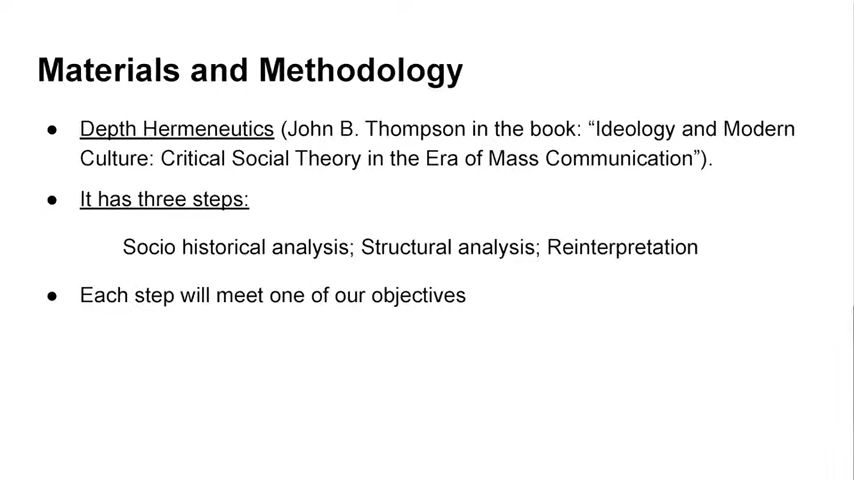 Materials and Methodology
● Depth Hermeneutics (John B. Thompson in the book: “Ideology and Modern
Culture: Critical Social Theory in the Era of Mass Communication”).
● It has three steps:
Socio historical analysis; Structural analysis; Reinterpretation
● Each step will meet one of our objectives